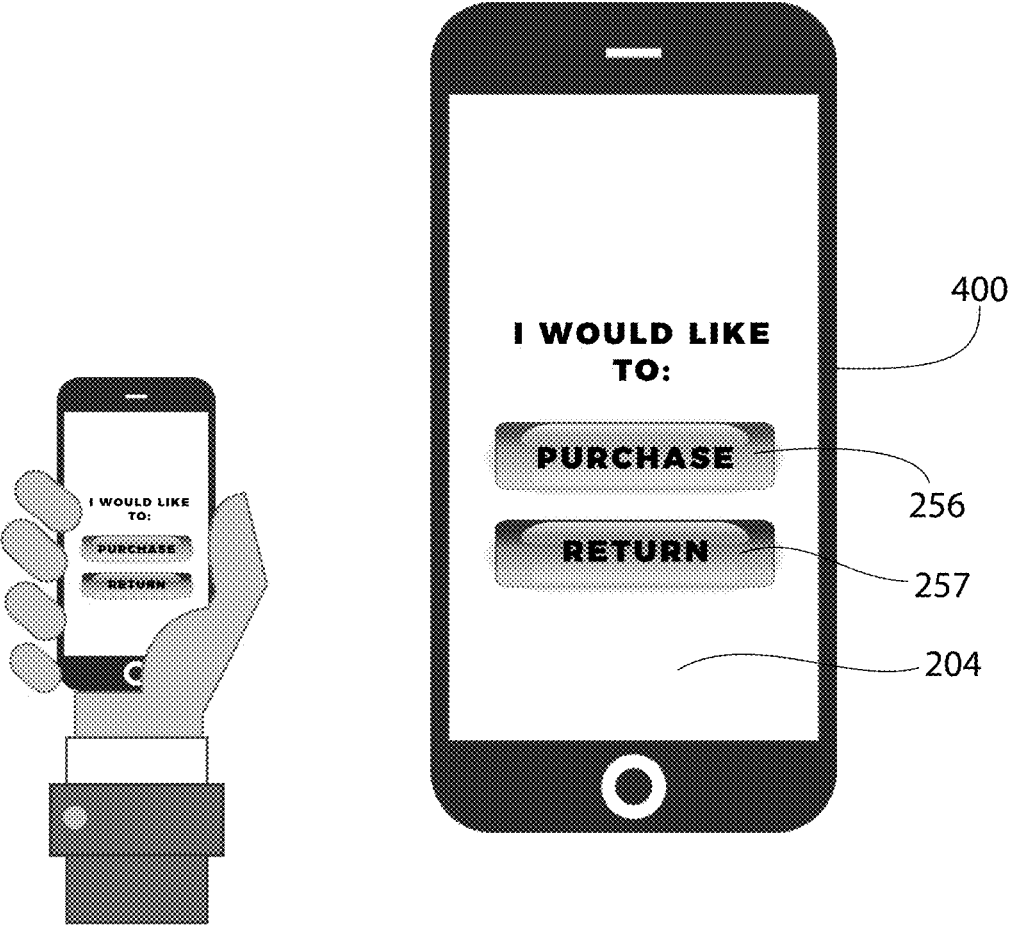 I WOULD LIKE
TO:
PURCHASE
RETURN
400
256
257
204
I WOULD LIKE
TO:
PURCHASE
RETURN